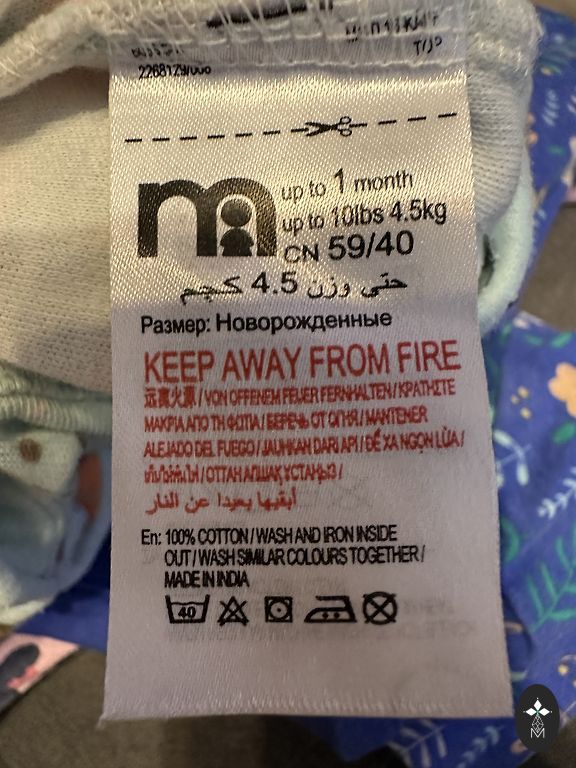 2268129/006
up to 1 month
up to 10lbs 4.5kg
CN 59/40
حتى وزن 4.5 كجم
Размер: Новорожденные
KEEP AWAY FROM FIRE
远离火源 / VON OFFENEM FEUER FERNHALTEN / ΚΡΑΤΗΣΤΕ
ΜΑΚΡΙΑ ΑΠΟ ΤΗ ΦΩΤΙΑ / БЕРЕЧЬ ОТ ОГНЯ / MANTENER
ALEJADO DEL FUEGO / JAUHKAN DARI API / ĐỂ XA NGỌN LỬA /
/ ОТТАН АЛШАҚ ҰСТАҢЫЗ /
أبقيها بعيدا عن النار
En: 100% COTTON / WASH AND IRON INSIDE
OUT / WASH SIMILAR COLOURS TOGETHER /
MADE IN INDIA
40